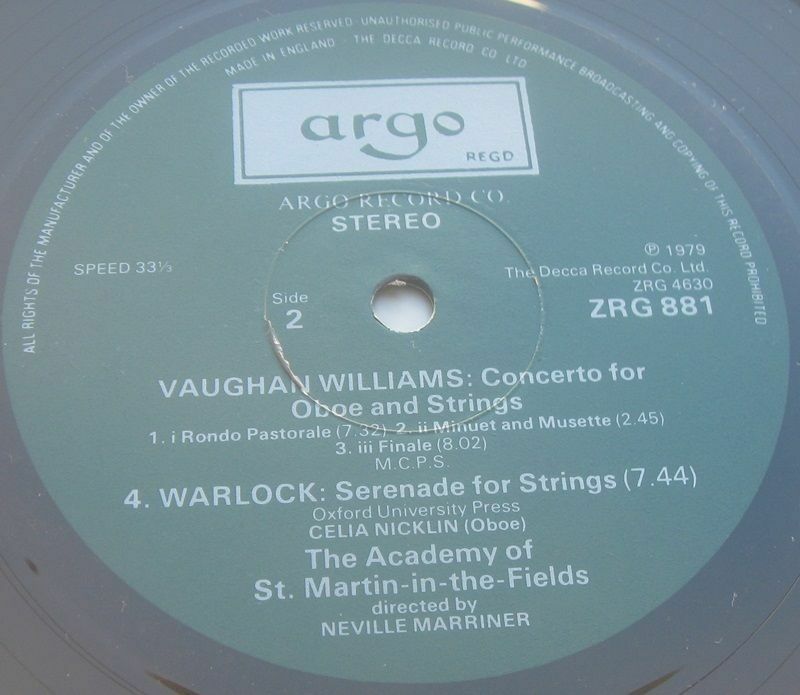 ALL RIGHTS OF THE MANUFACTURER AND OF THE OWNER OF THE RECORDED WORK RESERVED · UNAUTHORISED PUBLIC PERFORMANCE BROADCASTING AND COPYING OF THIS RECORD PROHIBITED
MADE IN ENGLAND · THE DECCA RECORD CO LTD
argo
REGD
ARGO RECORD CO.
STEREO
SPEED 33⅓
℗ 1979
The Decca Record Co. Ltd.
ZRG 4630
ZRG 881
Side
2
VAUGHAN WILLIAMS: Concerto for
Oboe and Strings
1. i Rondo Pastorale (7.32) 2. ii Minuet and Musette (2.45)
3. iii Finale (8.02)
M.C.P.S.
4. WARLOCK: Serenade for Strings (7.44)
Oxford University Press
CELIA NICKLIN (Oboe)
The Academy of
St. Martin-in-the-Fields
directed by
NEVILLE MARRINER